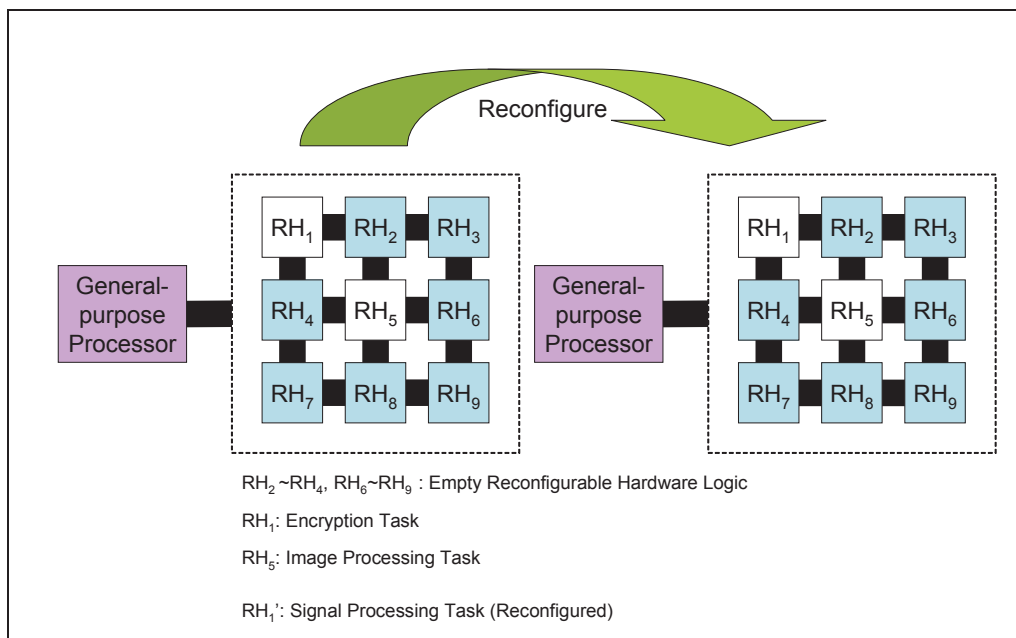 Reconfigure
RH₁ RH₂ RH₃
RH₄ RH₅ RH₆
RH₇ RH₈ RH₉
General-
purpose
Processor
RH₁ RH₂ RH₃
RH₄ RH₅ RH₆
RH₇ RH₈ RH₉
General-
purpose
Processor
RH₂~RH₄, RH₆~RH₉ : Empty Reconfigurable Hardware Logic
RH₁: Encryption Task
RH₅: Image Processing Task
RH₁’: Signal Processing Task (Reconfigured)